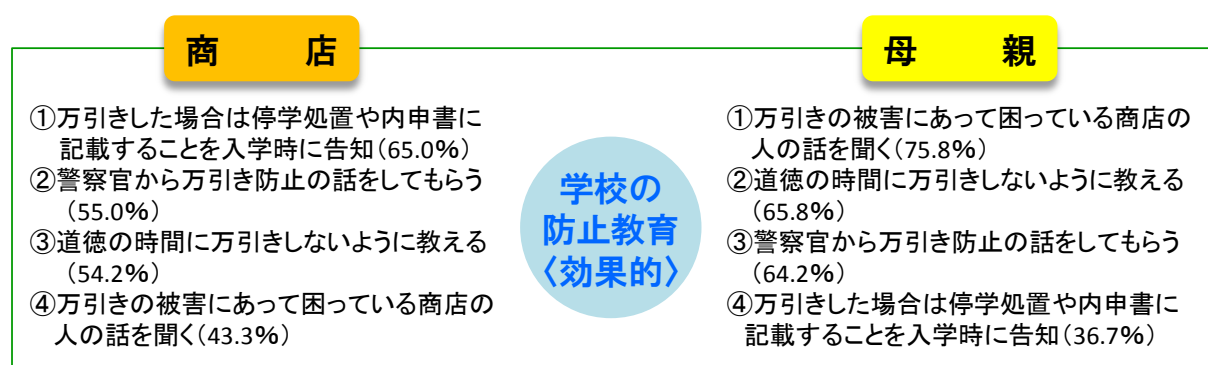 商　店
①万引きした場合は停学処置や内申書に
記載することを入学時に告知(65.0%)
②警察官から万引き防止の話をしてもらう
(55.0%)
③道徳の時間に万引きしないように教える
(54.2%)
④万引きの被害にあって困っている商店の
人の話を聞く(43.3%)
学校の
防止教育
〈効果的〉
母　親
①万引きの被害にあって困っている商店の
人の話を聞く(75.8%)
②道徳の時間に万引きしないように教える
(65.8%)
③警察官から万引き防止の話をしてもらう
(64.2%)
④万引きした場合は停学処置や内申書に
記載することを入学時に告知(36.7%)